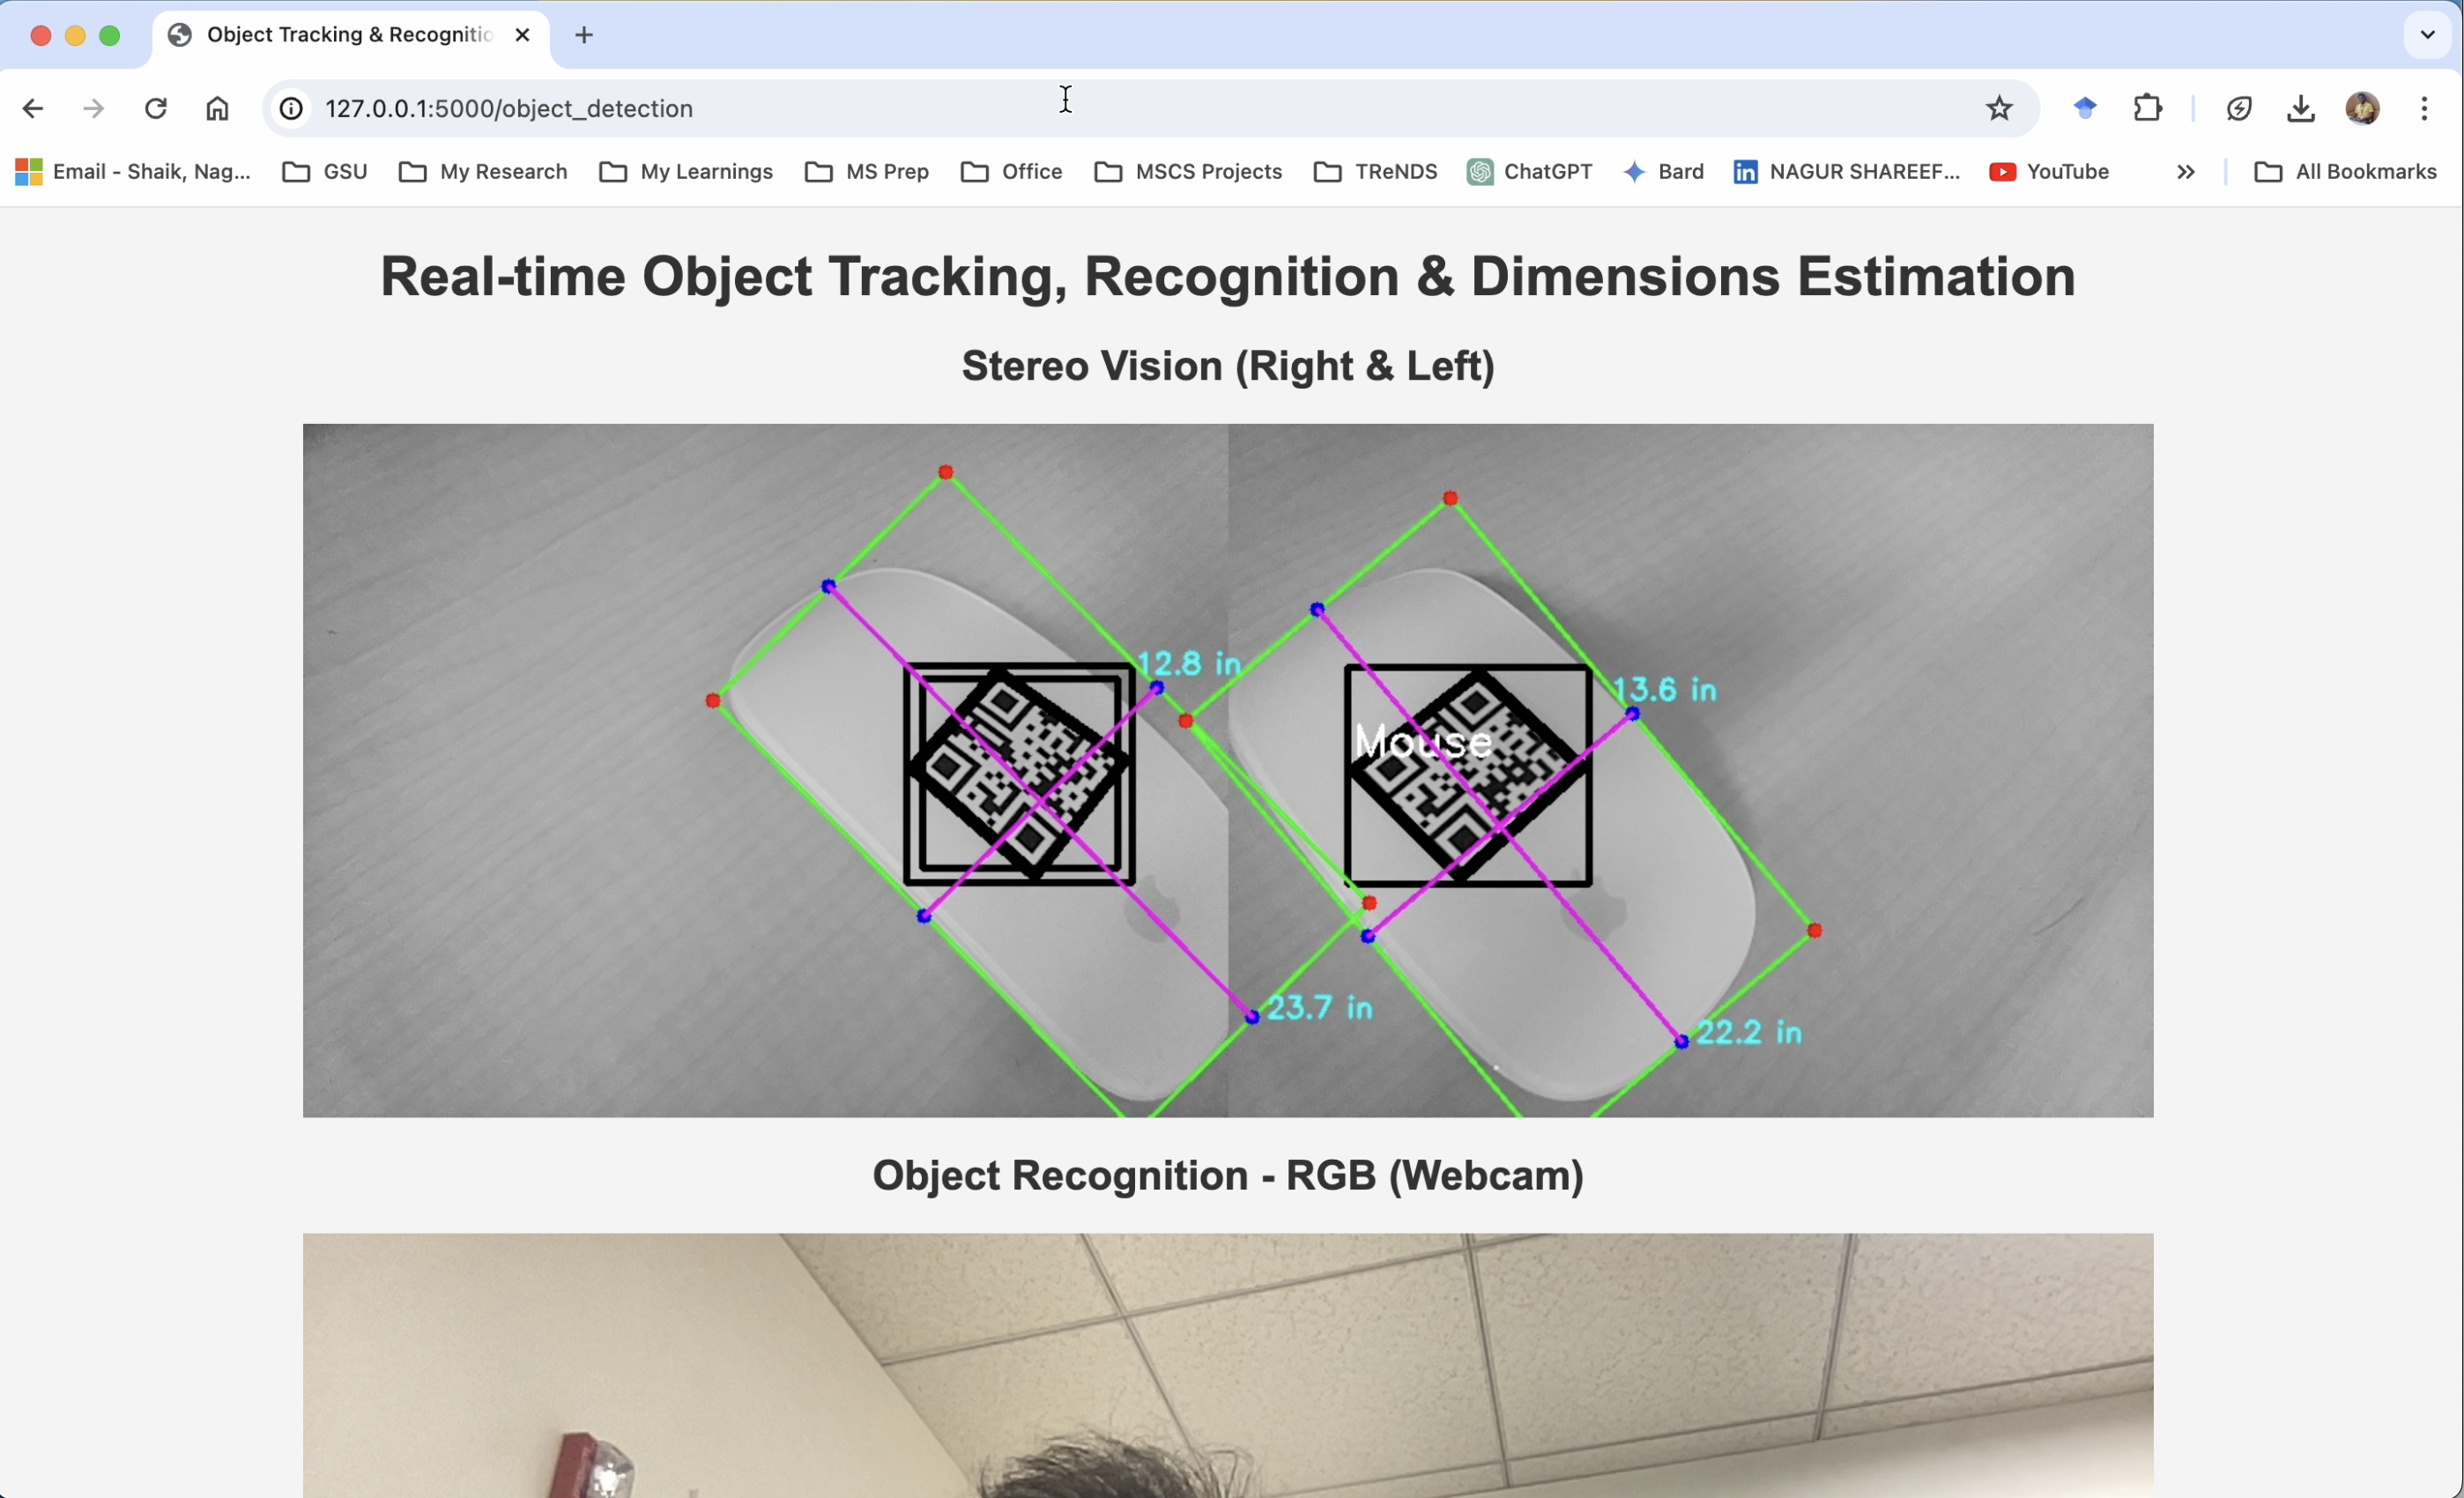 Object Tracking & Recognitio
127.0.0.1:5000/object_detection
Email - Shaik, Nag... GSU My Research My Learnings MS Prep Office MSCS Projects TReNDS ChatGPT Bard in NAGUR SHAREEF... YouTube » All Bookmarks
Real-time Object Tracking, Recognition & Dimensions Estimation
Stereo Vision (Right & Left)
12.8 in
13.6 in
Mouse
23.7 in
22.2 in
Object Recognition - RGB (Webcam)